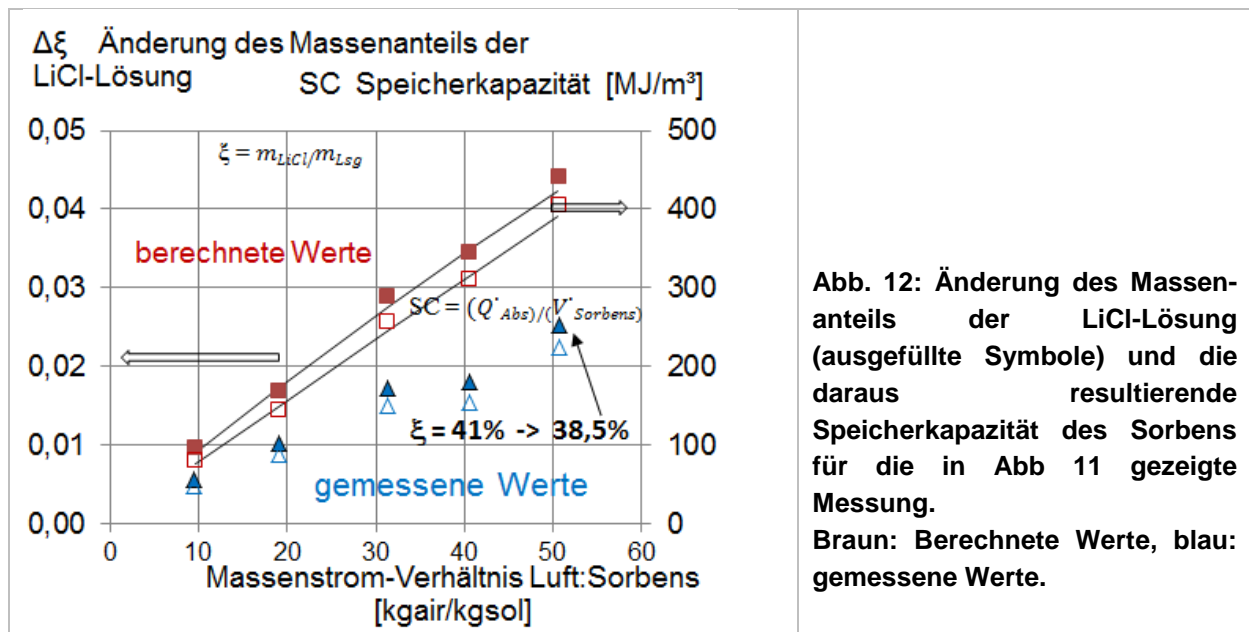 Δξ Änderung des Massenanteils der
LiCl-Lösung
SC Speicherkapazität [MJ/m³]
0,05
0,04
0,03
0,02
0,01
0,00
500
400
300
200
100
0
ξ = m_LiCl/m_Lsg
berechnete Werte
SC = (Q˙_Abs)/(V˙_Sorbens)
ξ = 41% -> 38,5%
gemessene Werte
0 10 20 30 40 50 60
Massenstrom-Verhältnis Luft:Sorbens
[kgair/kgsol]
Abb. 12: Änderung des Massen-
anteils der LiCl-Lösung
(ausgefüllte Symbole) und die
daraus resultierende
Speicherkapazität des Sorbens
für die in Abb 11 gezeigte
Messung.
Braun: Berechnete Werte, blau:
gemessene Werte.